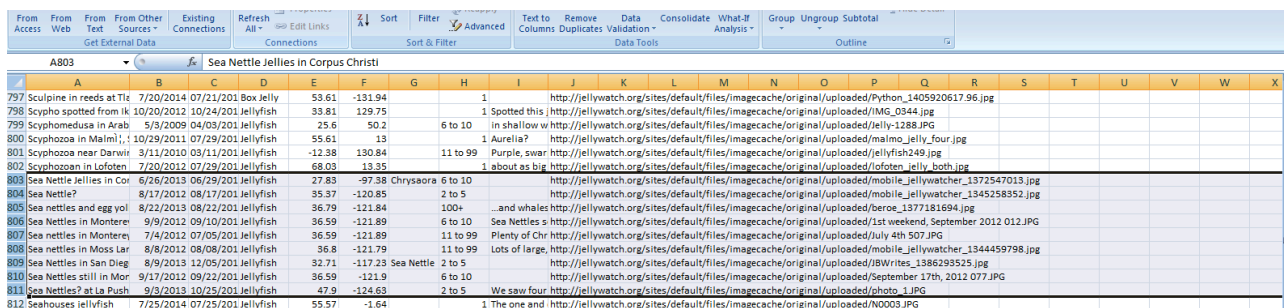 From From From From Other Existing Refresh Edit Links Sort Filter Advanced Text to Remove Data Consolidate What-If Group Ungroup Subtotal
Access Web Text Sources Connections All Columns Duplicates Validation Analysis
Get External Data Connections Sort & Filter Data Tools Outline
A803 fx Sea Nettle Jellies in Corpus Christi
A B C D E F G H I J K L M N O P Q R S T U V W X
797 Sculpine in reeds at Tla 7/20/2014 07/21/201 Box Jelly 53.61 -131.94 1 http://jellywatch.org/sites/default/files/imagecache/original/uploaded/Python_1405920617.96.jpg
798 Scypho spotted from Ik 10/20/2012 10/24/201 Jellyfish 33.81 129.75 1 Spotted this j http://jellywatch.org/sites/default/files/imagecache/original/uploaded/IMG_0344.jpg
799 Scyphomedusa in Arab 5/3/2009 04/03/201 Jellyfish 25.6 50.2 6 to 10 in shallow w http://jellywatch.org/sites/default/files/imagecache/original/uploaded/Jelly-1288.JPG
800 Scyphozoa in Malmï¦, 10/29/2011 07/29/201 Jellyfish 55.61 13 1 Aurelia? http://jellywatch.org/sites/default/files/imagecache/original/uploaded/malmo_jelly_four.jpg
801 Scyphozoa near Darwin 3/11/2010 03/11/201 Jellyfish -12.38 130.84 11 to 99 Purple, swar http://jellywatch.org/sites/default/files/imagecache/original/uploaded/jellyfish249.jpg
802 Scyphozoan in Lofoten 7/20/2012 07/29/201 Jellyfish 68.03 13.35 1 about as big http://jellywatch.org/sites/default/files/imagecache/original/uploaded/lofoten_jelly_both.jpg
803 Sea Nettle Jellies in Cor 6/26/2013 06/29/201 Jellyfish 27.83 -97.38 Chrysaora 6 to 10 http://jellywatch.org/sites/default/files/imagecache/original/uploaded/mobile_jellywatcher_1372547013.jpg
804 Sea Nettle? 8/17/2012 08/17/201 Jellyfish 35.37 -120.85 2 to 5 http://jellywatch.org/sites/default/files/imagecache/original/uploaded/mobile_jellywatcher_1345258352.jpg
805 Sea nettles and egg yol 8/22/2013 08/22/201 Jellyfish 36.79 -121.84 100+ ...and whales http://jellywatch.org/sites/default/files/imagecache/original/uploaded/beroe_1377181694.jpg
806 Sea Nettles in Monterey 9/9/2012 09/10/201 Jellyfish 36.59 -121.89 6 to 10 Sea Nettles s http://jellywatch.org/sites/default/files/imagecache/original/uploaded/1st weekend, September 2012 012.JPG
807 Sea nettles in Monterey 7/4/2012 07/05/201 Jellyfish 36.59 -121.89 11 to 99 Plenty of Chr http://jellywatch.org/sites/default/files/imagecache/original/uploaded/July 4th 507.JPG
808 Sea nettles in Moss Lar 8/8/2012 08/08/201 Jellyfish 36.8 -121.79 11 to 99 Lots of large, http://jellywatch.org/sites/default/files/imagecache/original/uploaded/mobile_jellywatcher_1344459798.jpg
809 Sea Nettles in San Dieg 8/9/2013 12/05/201 Jellyfish 32.71 -117.23 Sea Nettle 2 to 5 http://jellywatch.org/sites/default/files/imagecache/original/uploaded/JBWrites_1386293525.jpg
810 Sea Nettles still in Mon 9/17/2012 09/22/201 Jellyfish 36.59 -121.9 6 to 10 http://jellywatch.org/sites/default/files/imagecache/original/uploaded/September 17th, 2012 077.JPG
811 Sea Nettles? at La Push 9/3/2013 10/25/201 Jellyfish 47.9 -124.63 2 to 5 We saw four http://jellywatch.org/sites/default/files/imagecache/original/uploaded/photo_1.JPG
812 Seahouses jellyfish 7/25/2014 07/25/201 Jellyfish 55.57 -1.64 1 The one and http://jellywatch.org/sites/default/files/imagecache/original/uploaded/N0003.JPG